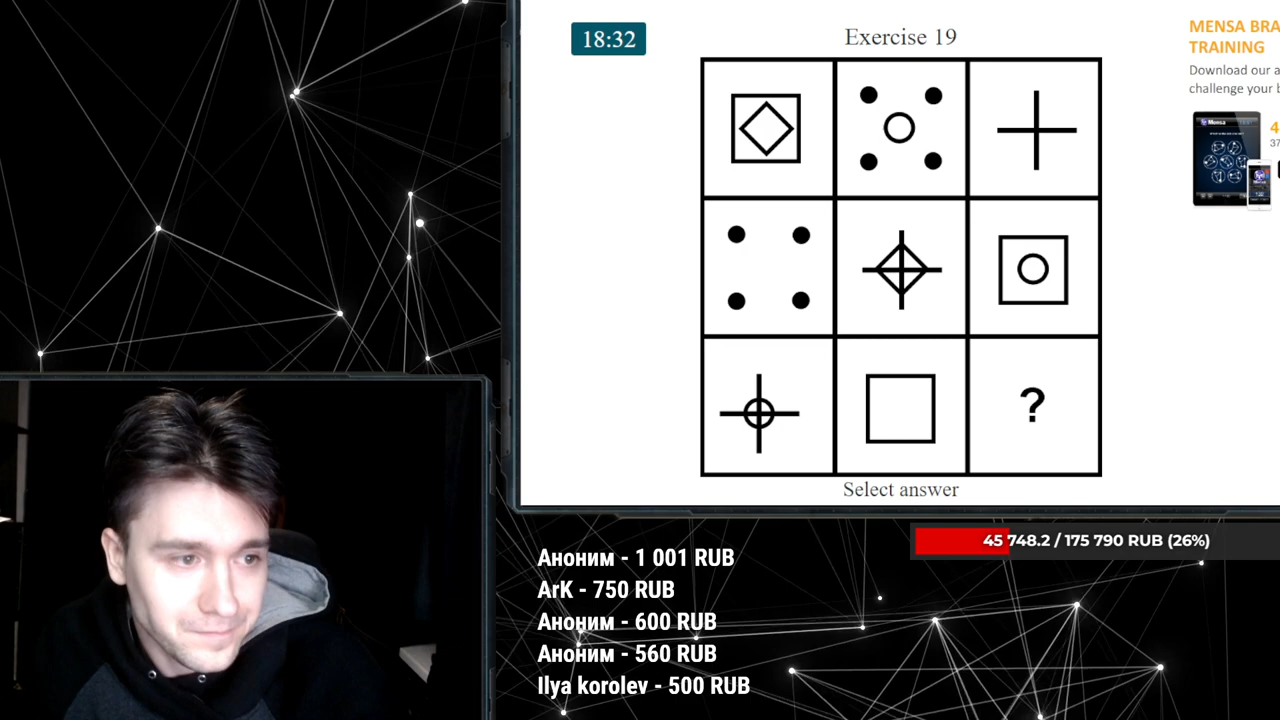 18:32
Exercise 19
MENSA BRA
TRAINING
Download our a
challenge your b
Mensa
4
37
?
Select answer
45 748.2 / 175 790 RUB (26%)
Аноним - 1 001 RUB
ArK - 750 RUB
Аноним - 600 RUB
Аноним - 560 RUB
Ilya korolev - 500 RUB